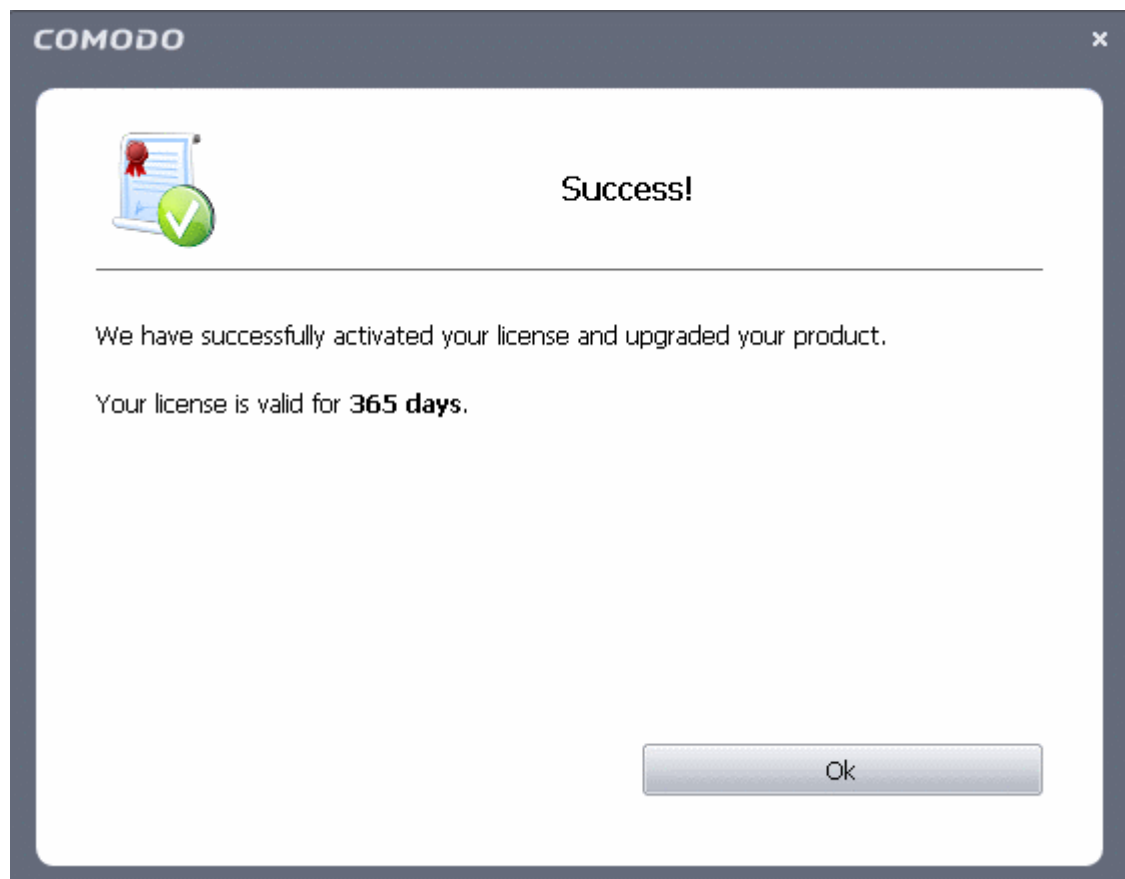 COMODO
Success!
We have successfully activated your license and upgraded your product.
Your license is valid for 365 days.
Ok